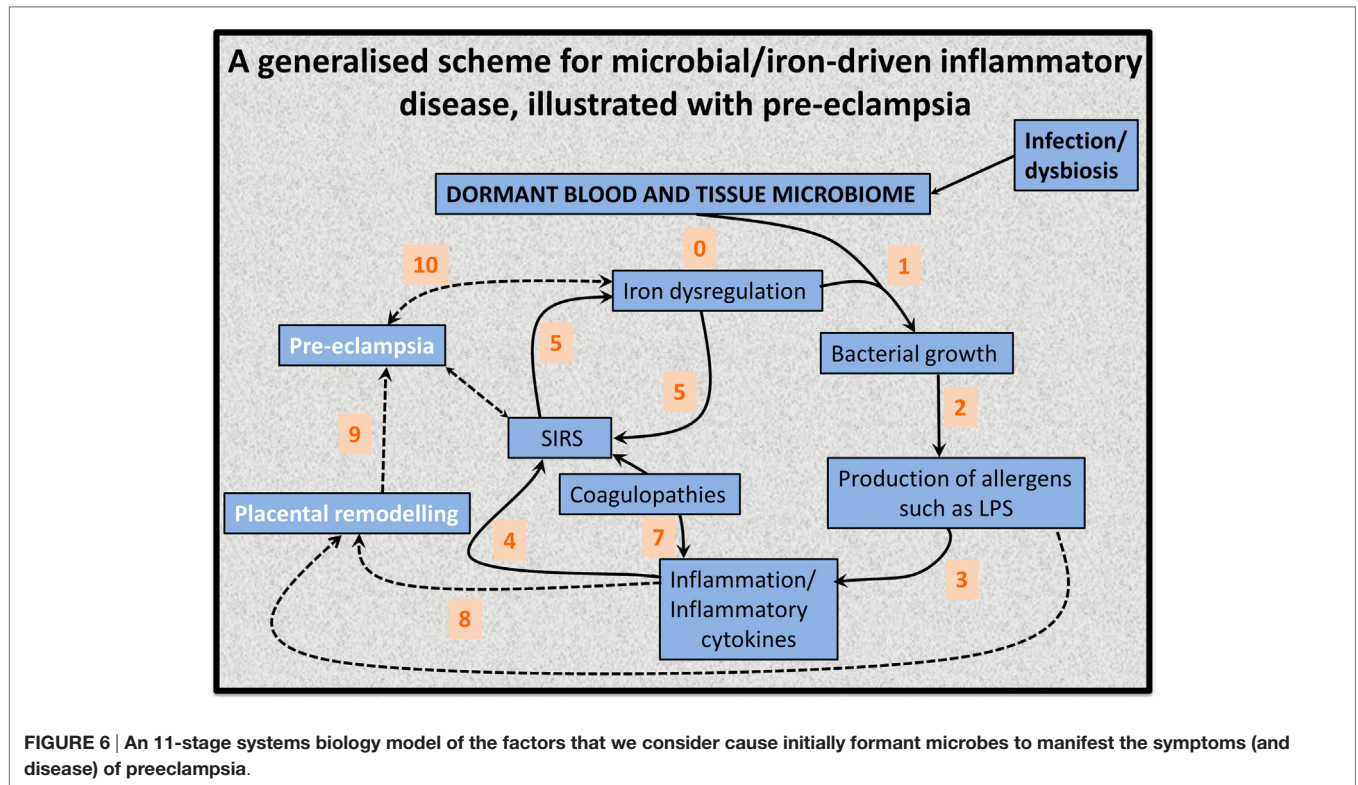 A generalised scheme for microbial/iron-driven inflammatory
disease, illustrated with pre-eclampsia
Infection/
dysbiosis
DORMANT BLOOD AND TISSUE MICROBIOME
0
10
1
Iron dysregulation
Pre-eclampsia
5
Bacterial growth
5
2
9
SIRS
Production of allergens
such as LPS
Coagulopathies
Placental remodelling
4
7
3
Inflammation/
Inflammatory
cytokines
8
FIGURE 6 | An 11-stage systems biology model of the factors that we consider cause initially formant microbes to manifest the symptoms (and
disease) of preeclampsia.